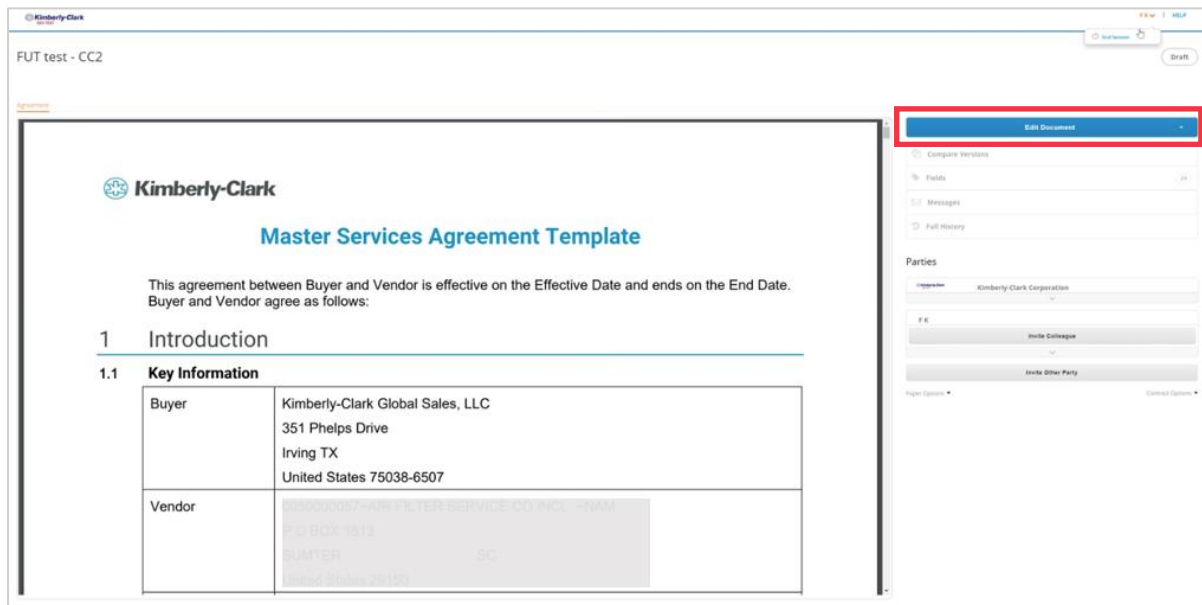 Kimberly-Clark
F K | HELP
End Session
FUT test - CC2
Draft
Agreement
Edit Document
Compare Versions
Fields 24
Messages
Full History
Kimberly-Clark
Master Services Agreement Template
This agreement between Buyer and Vendor is effective on the Effective Date and ends on the End Date.
Buyer and Vendor agree as follows:
1 Introduction
1.1 Key Information
Buyer
Kimberly-Clark Global Sales, LLC
351 Phelps Drive
Irving TX
United States 75038-6507
Vendor
Parties
Kimberly-Clark Corporation
F K
Invite Colleague
Invite Other Party
Paper Options
Contract Options